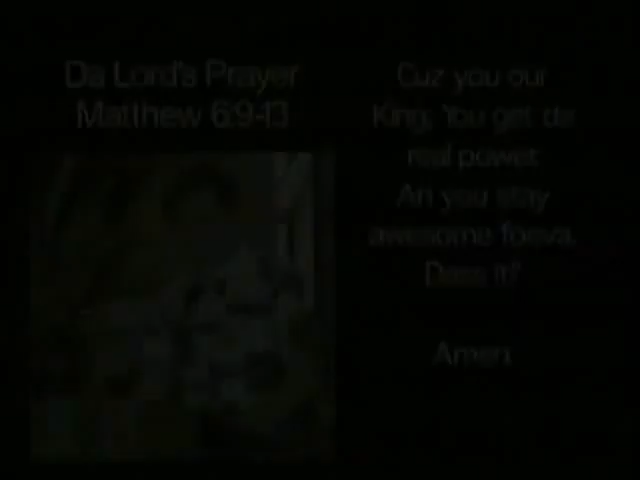 Da Lord's Prayer
Matthew 6:9-13
Cuz you our
King, You get da
real power.
An you stay
awesome foeva.
Dass it!
Amen.